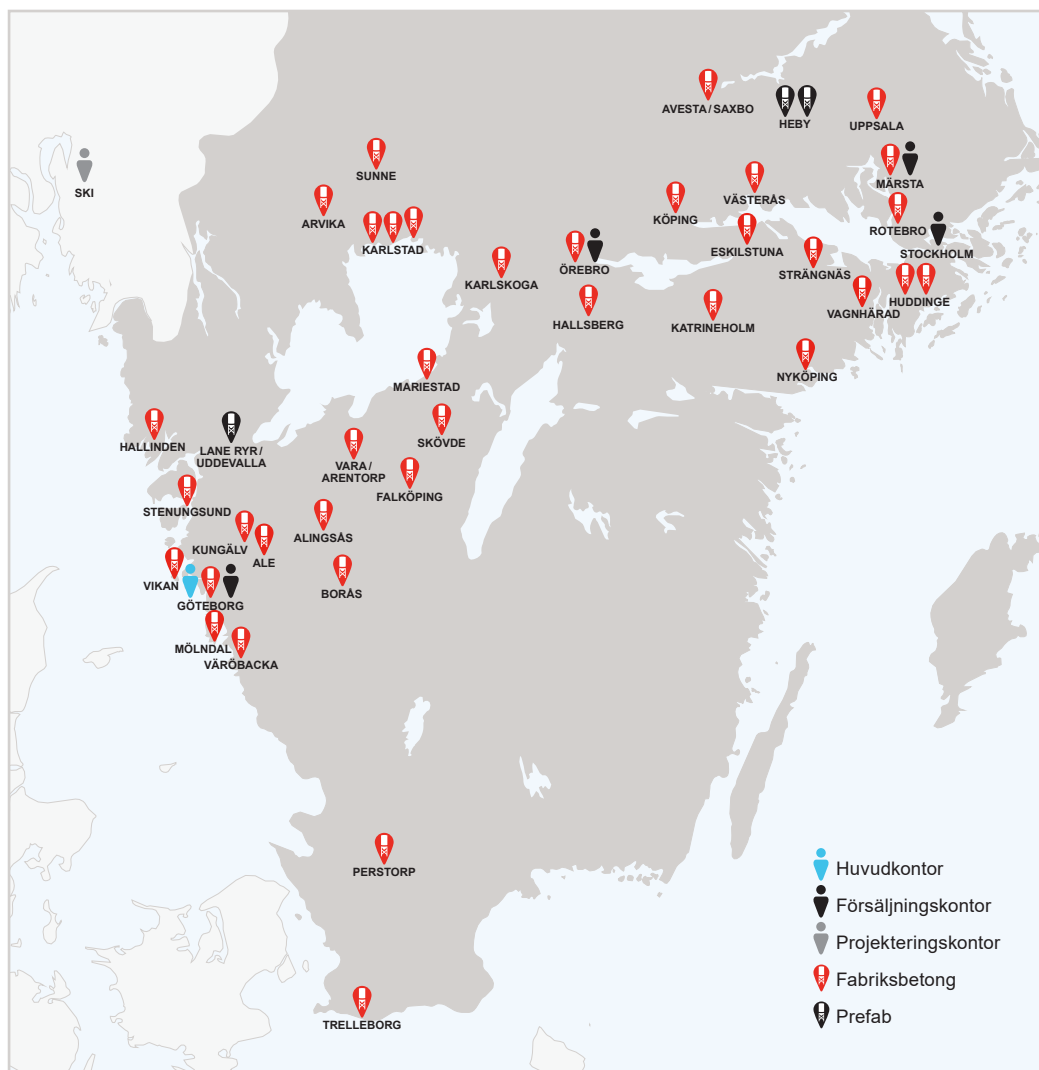 AVESTA / SAXBO
HEBY
UPPSALA
SKI
SUNNE
MÄRSTA
ARVIKA
KÖPING
VÄSTERÅS
ROTEBRO
KARLSTAD
ESKILSTUNA
STOCKHOLM
KARLSKOGA
ÖREBRO
STRÄNGNÄS
HUDDINGE
HALLSBERG
KATRINEHOLM
VAGNHÄRAD
MARIESTAD
NYKÖPING
HALLINDEN
LANE RYR /
UDDEVALLA
SKÖVDE
VARA /
ARENTORP
FALKÖPING
STENUNGSUND
ALINGSÅS
KUNGÄLV
ALE
VIKAN
BORÅS
GÖTEBORG
MÖLNDAL
VÄRÖBACKA
PERSTORP
TRELLEBORG
Huvudkontor
Försäljningskontor
Projekteringskontor
Fabriksbetong
Prefab